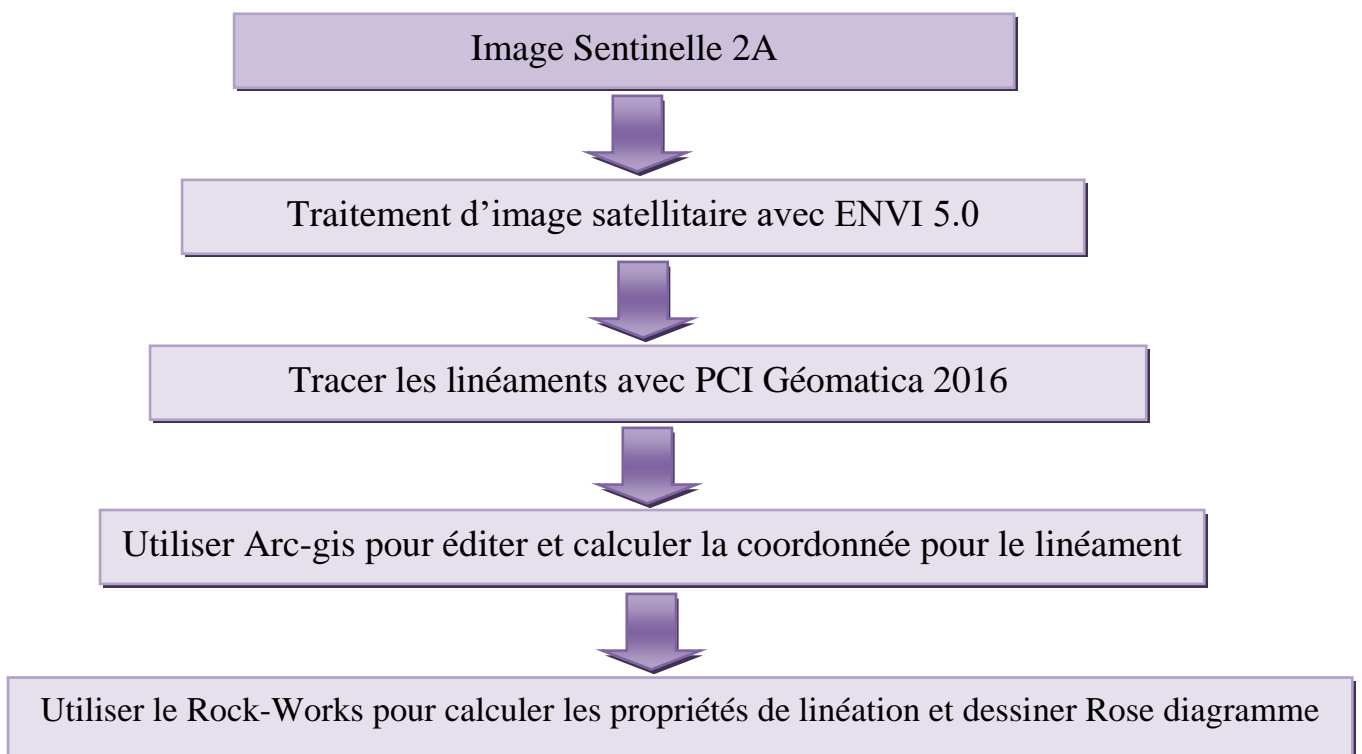 Image Sentinelle 2A
Traitement d’image satellitaire avec ENVI 5.0
Tracer les linéaments avec PCI Géomatica 2016
Utiliser Arc-gis pour éditer et calculer la coordonnée pour le linéament
Utiliser le Rock-Works pour calculer les propriétés de linéation et dessiner Rose diagramme